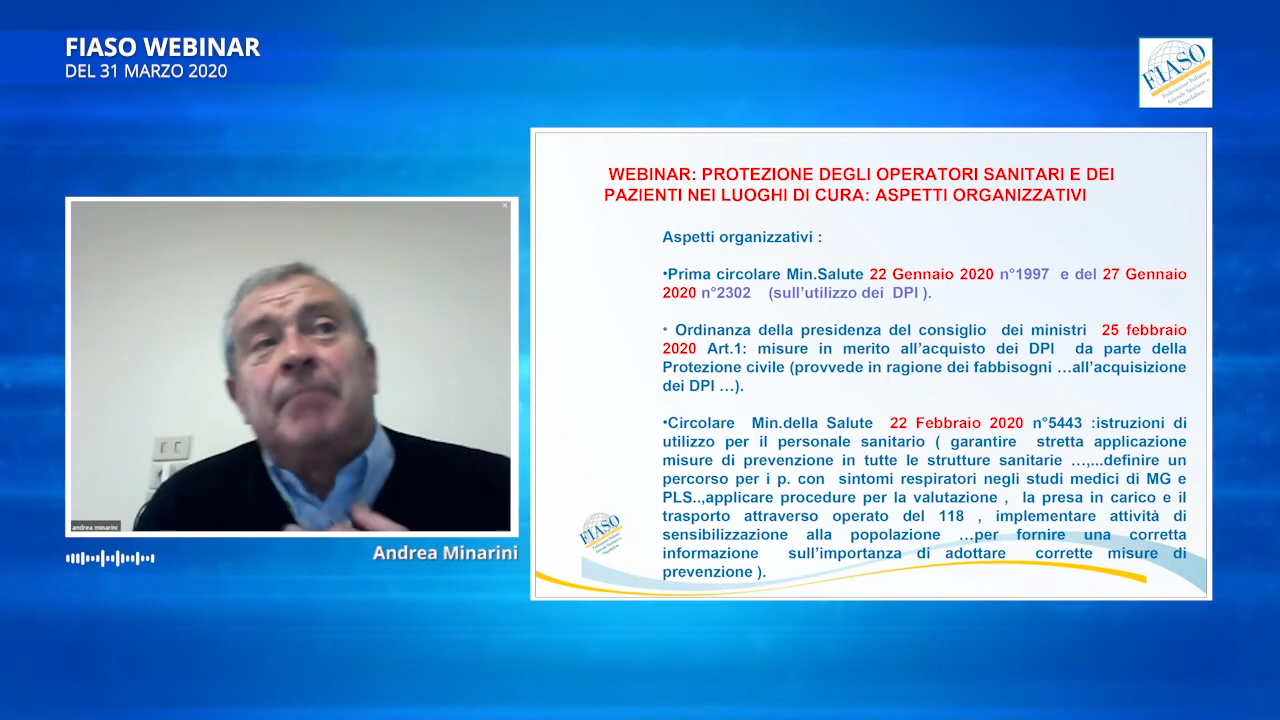 FIASO WEBINAR
DEL 31 MARZO 2020
FIASO
Federazione Italiana
Aziende Sanitarie e
Ospedaliere
WEBINAR: PROTEZIONE DEGLI OPERATORI SANITARI E DEI
PAZIENTI NEI LUOGHI DI CURA: ASPETTI ORGANIZZATIVI
Aspetti organizzativi :
•Prima circolare Min.Salute 22 Gennaio 2020 n°1997 e del 27 Gennaio
2020 n°2302 (sull'utilizzo dei DPI ).
• Ordinanza della presidenza del consiglio dei ministri 25 febbraio
2020 Art.1: misure in merito all'acquisto dei DPI da parte della
Protezione civile (provvede in ragione dei fabbisogni …all'acquisizione
dei DPI …).
•Circolare Min.della Salute 22 Febbraio 2020 n°5443 :istruzioni di
utilizzo per il personale sanitario ( garantire stretta applicazione
misure di prevenzione in tutte le strutture sanitarie …,...definire un
percorso per i p. con sintomi respiratori negli studi medici di MG e
PLS..,applicare procedure per la valutazione , la presa in carico e il
trasporto attraverso operato del 118 , implementare attività di
sensibilizzazione alla popolazione …per fornire una corretta
informazione sull'importanza di adottare corrette misure di
prevenzione ).
FIASO
andrea minarini
Andrea Minarini